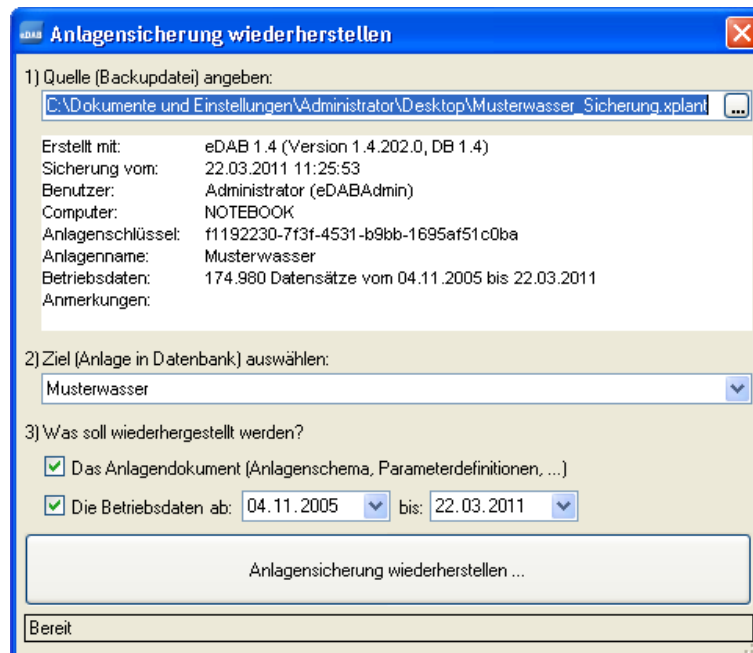 eDAB Anlagensicherung wiederherstellen
1) Quelle (Backupdatei) angeben:
C:\Dokumente und Einstellungen\Administrator\Desktop\Musterwasser_Sicherung.xplant ...
Erstellt mit: eDAB 1.4 (Version 1.4.202.0, DB 1.4)
Sicherung vom: 22.03.2011 11:25:53
Benutzer: Administrator (eDABAdmin)
Computer: NOTEBOOK
Anlagenschlüssel: f1192230-7f3f-4531-b9bb-1695af51c0ba
Anlagenname: Musterwasser
Betriebsdaten: 174.980 Datensätze vom 04.11.2005 bis 22.03.2011
Anmerkungen:
2) Ziel (Anlage in Datenbank) auswählen:
Musterwasser
3) Was soll wiederhergestellt werden?
Das Anlagendokument (Anlagenschema, Parameterdefinitionen, ...)
Die Betriebsdaten ab: 04.11.2005 bis: 22.03.2011
Anlagensicherung wiederherstellen ...
Bereit